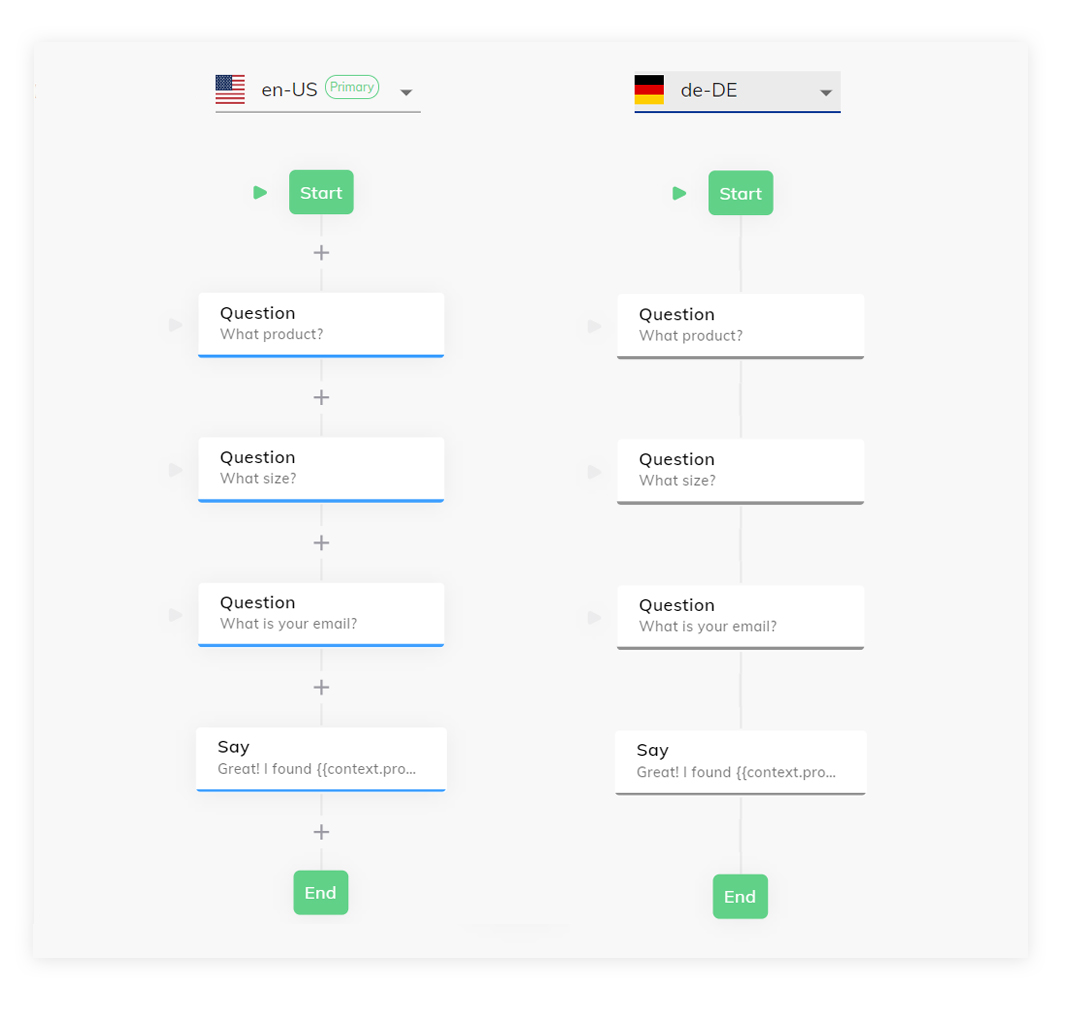 en-US Primary
Start
Question
What product?
Question
What size?
Question
What is your email?
Say
Great! I found {{context.pro...
End
de-DE
Start
Question
What product?
Question
What size?
Question
What is your email?
Say
Great! I found {{context.pro...
End